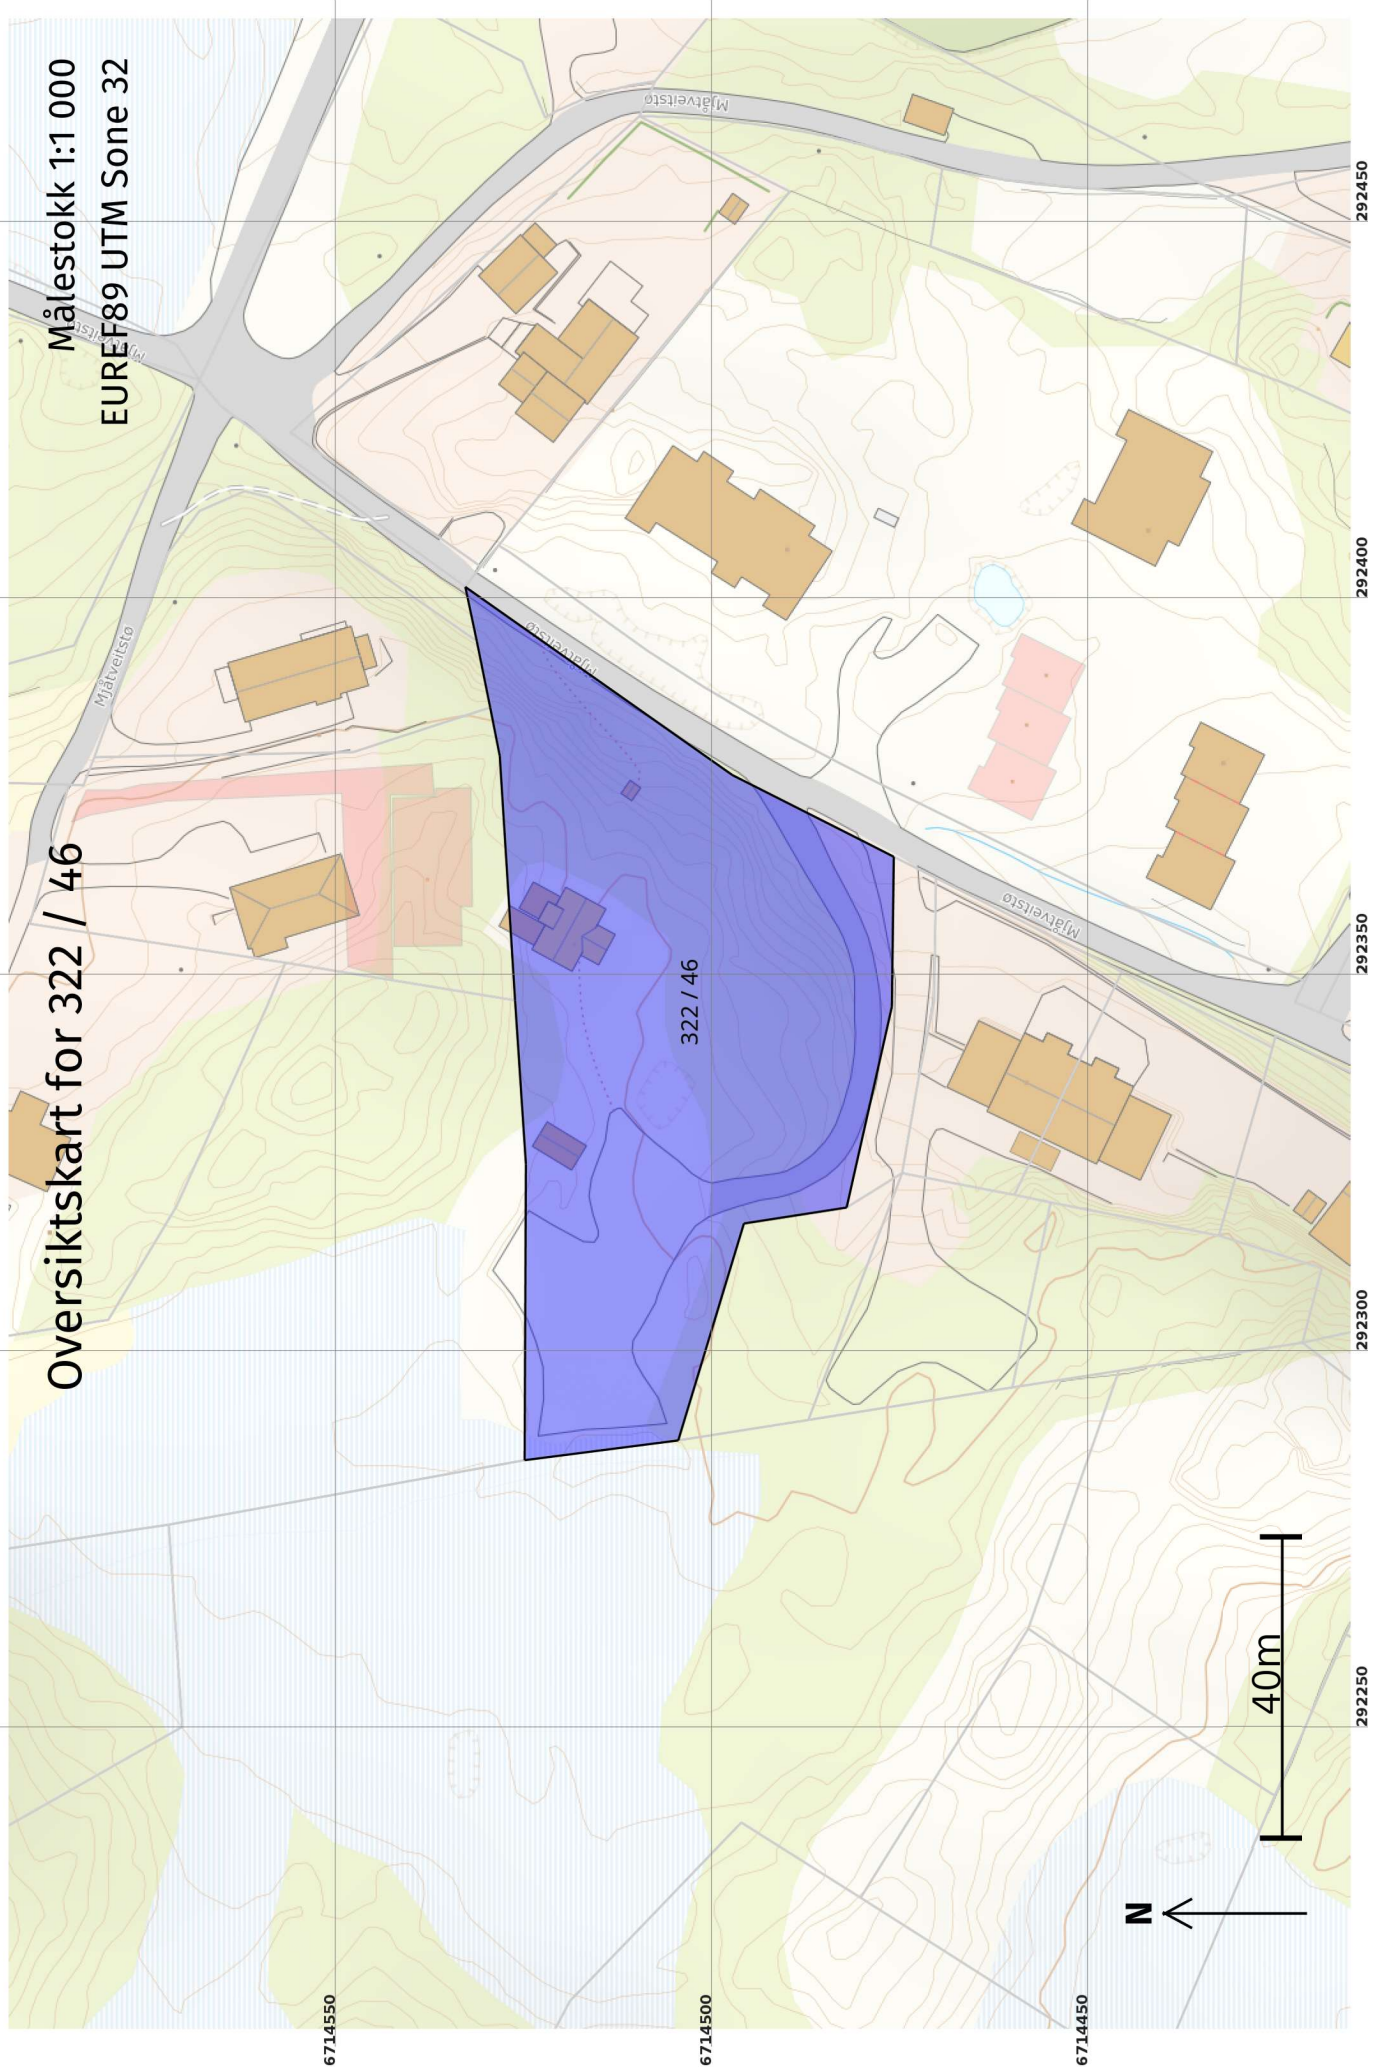 Oversiktskart for 322 / 46
Målestokk 1:1 000
EUREF89 UTM Sone 32
Mjåtveitstø
Mjåtveitstø
Mjåtveitstø
Mjåtveitstø
Mjåtveitstø
322 / 46
6714550
6714500
6714450
292250
292300
292350
292400
292450
N
40m